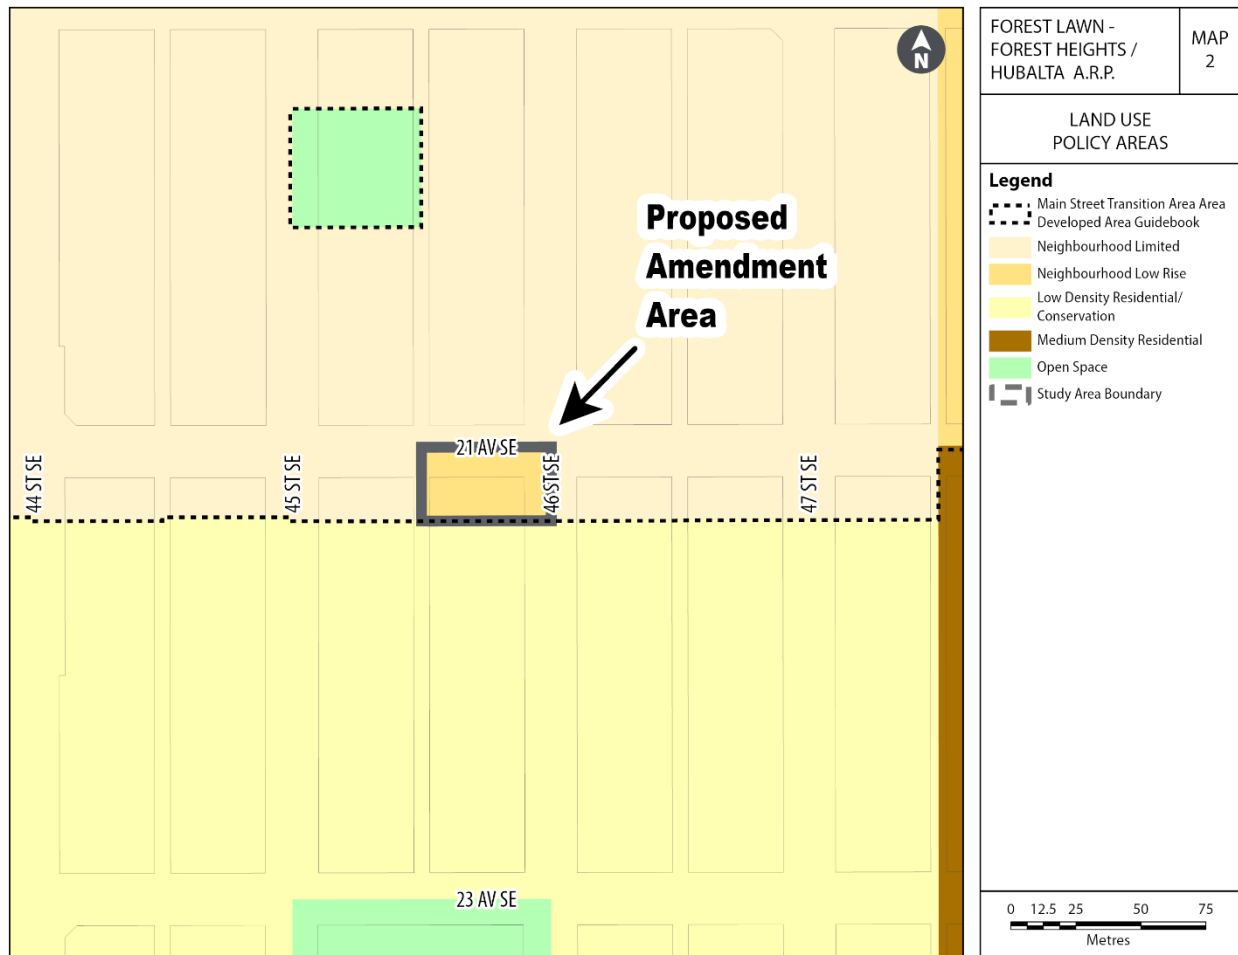 N
Proposed
Amendment
Area
21 AV SE
44 ST SE
45 ST SE
46 ST SE
47 ST SE
23 AV SE
FOREST LAWN -
FOREST HEIGHTS /
HUBALTA A.R.P.
MAP
2
LAND USE
POLICY AREAS
Legend
Main Street Transition Area Area
Developed Area Guidebook
Neighbourhood Limited
Neighbourhood Low Rise
Low Density Residential/
Conservation
Medium Density Residential
Open Space
Study Area Boundary
0 12.5 25 50 75
Metres